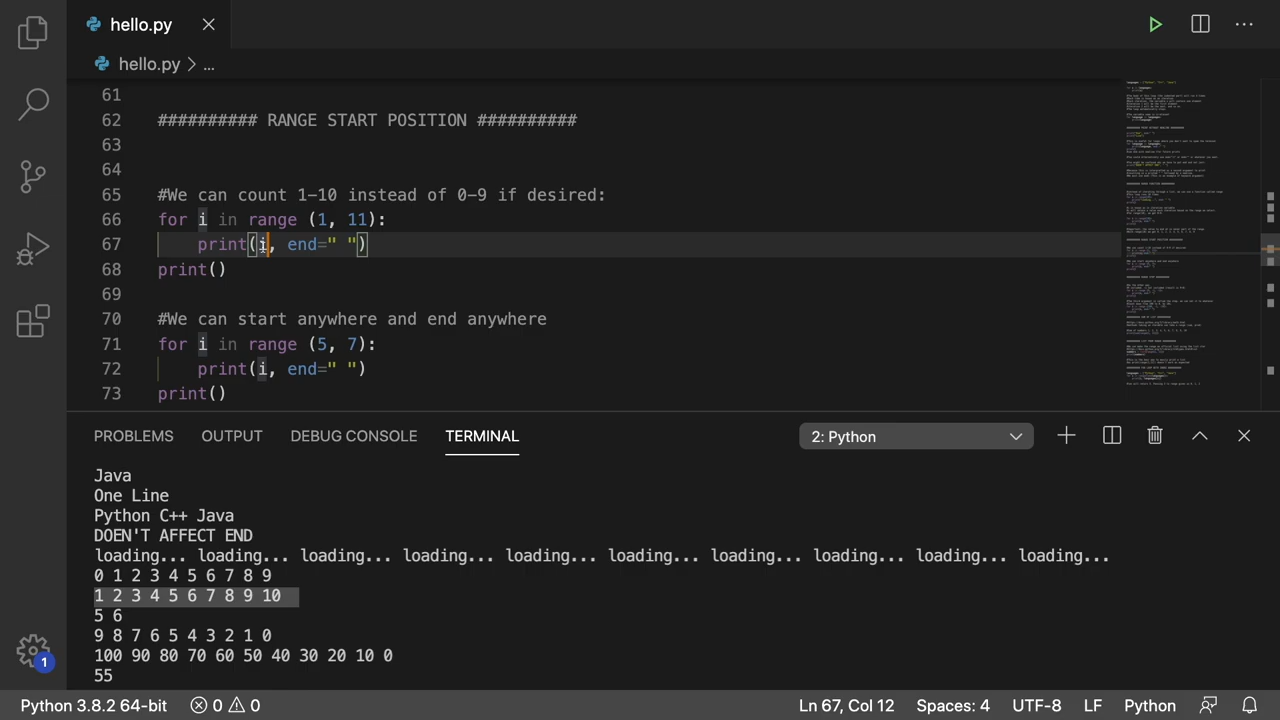 hello.py
hello.py > ...
61
62 ########## RANGE START POSITION ##########
63
64
65 #We can count 1-10 instead of 0-9 if desired:
66 for i in range (1, 11):
67 print(i, end=" ")
68 print()
69
70 #We can start anywhere and end anywhere
71 for i in range (5, 7):
72 print(i, end=" ")
73 print()
PROBLEMS OUTPUT DEBUG CONSOLE TERMINAL 2: Python
Java
One Line
Python C++ Java
DOEN'T AFFECT END
loading... loading... loading... loading... loading... loading... loading... loading... loading... loading...
0 1 2 3 4 5 6 7 8 9
1 2 3 4 5 6 7 8 9 10
5 6
9 8 7 6 5 4 3 2 1 0
100 90 80 70 60 50 40 30 20 10 0
55
1
Python 3.8.2 64-bit 0 0 Ln 67, Col 12 Spaces: 4 UTF-8 LF Python